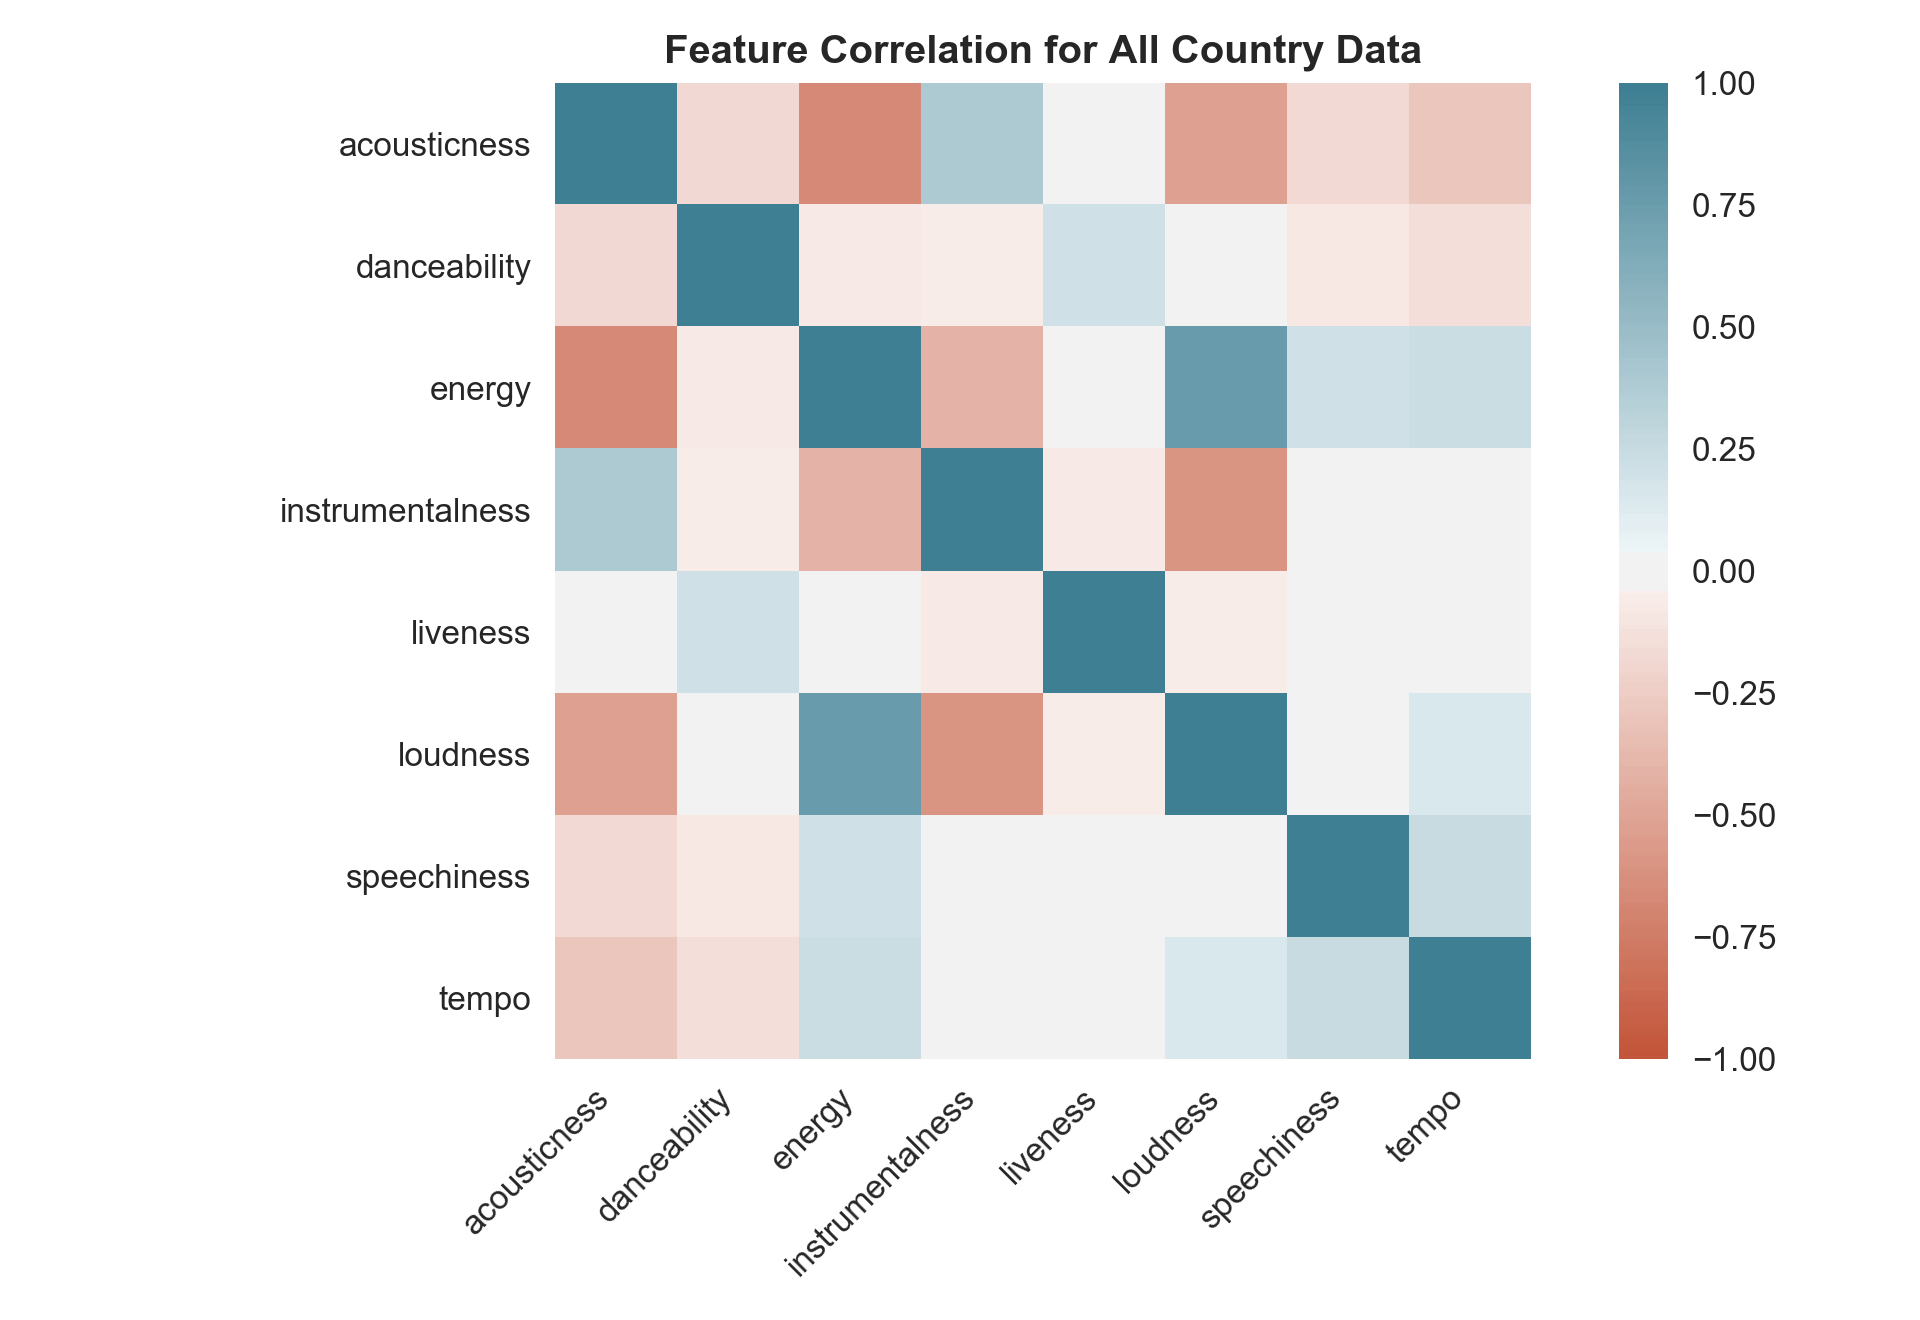 Feature Correlation for All Country Data
acousticness
danceability
energy
instrumentalness
liveness
loudness
speechiness
tempo
acousticness
danceability
energy
instrumentalness
liveness
loudness
speechiness
tempo
1.00
0.75
0.50
0.25
0.00
−0.25
−0.50
−0.75
−1.00